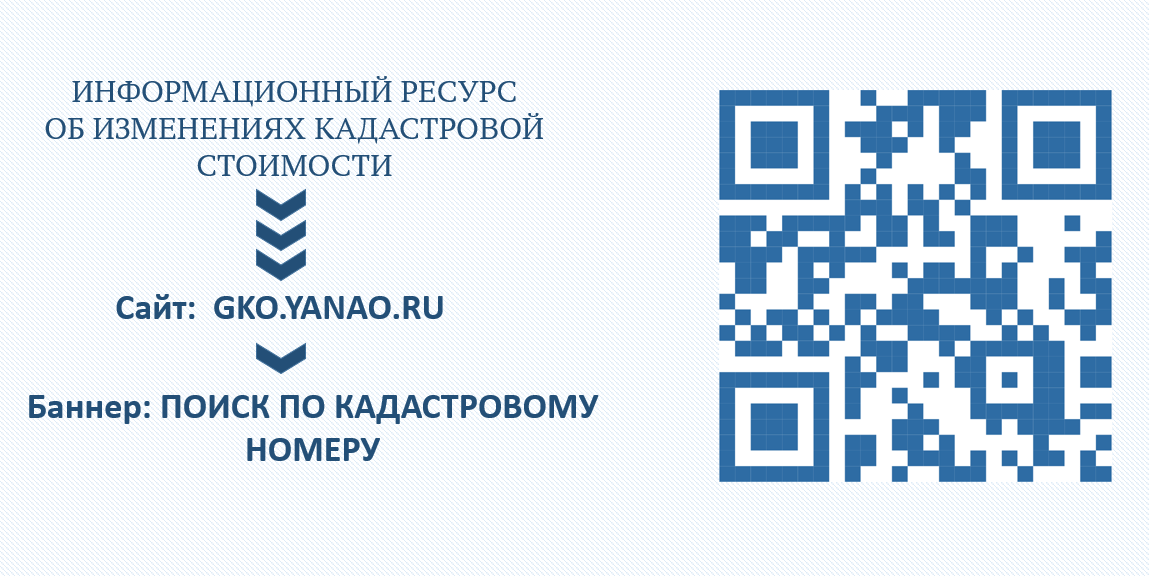 ИНФОРМАЦИОННЫЙ РЕСУРС
ОБ ИЗМЕНЕНИЯХ КАДАСТРОВОЙ
СТОИМОСТИ
Сайт: GKO.YANAO.RU
Баннер: ПОИСК ПО КАДАСТРОВОМУ
НОМЕРУ